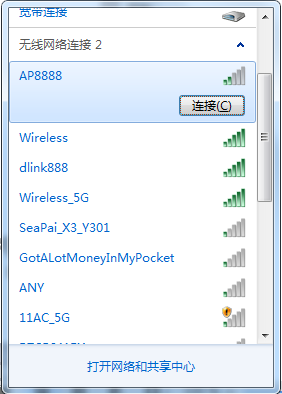 宽带连接
无线网络连接 2
AP8888
连接(C)
Wireless
dlink888
Wireless_5G
SeaPai_X3_Y301
GotALotMoneyInMyPocket
ANY
11AC_5G
打开网络和共享中心